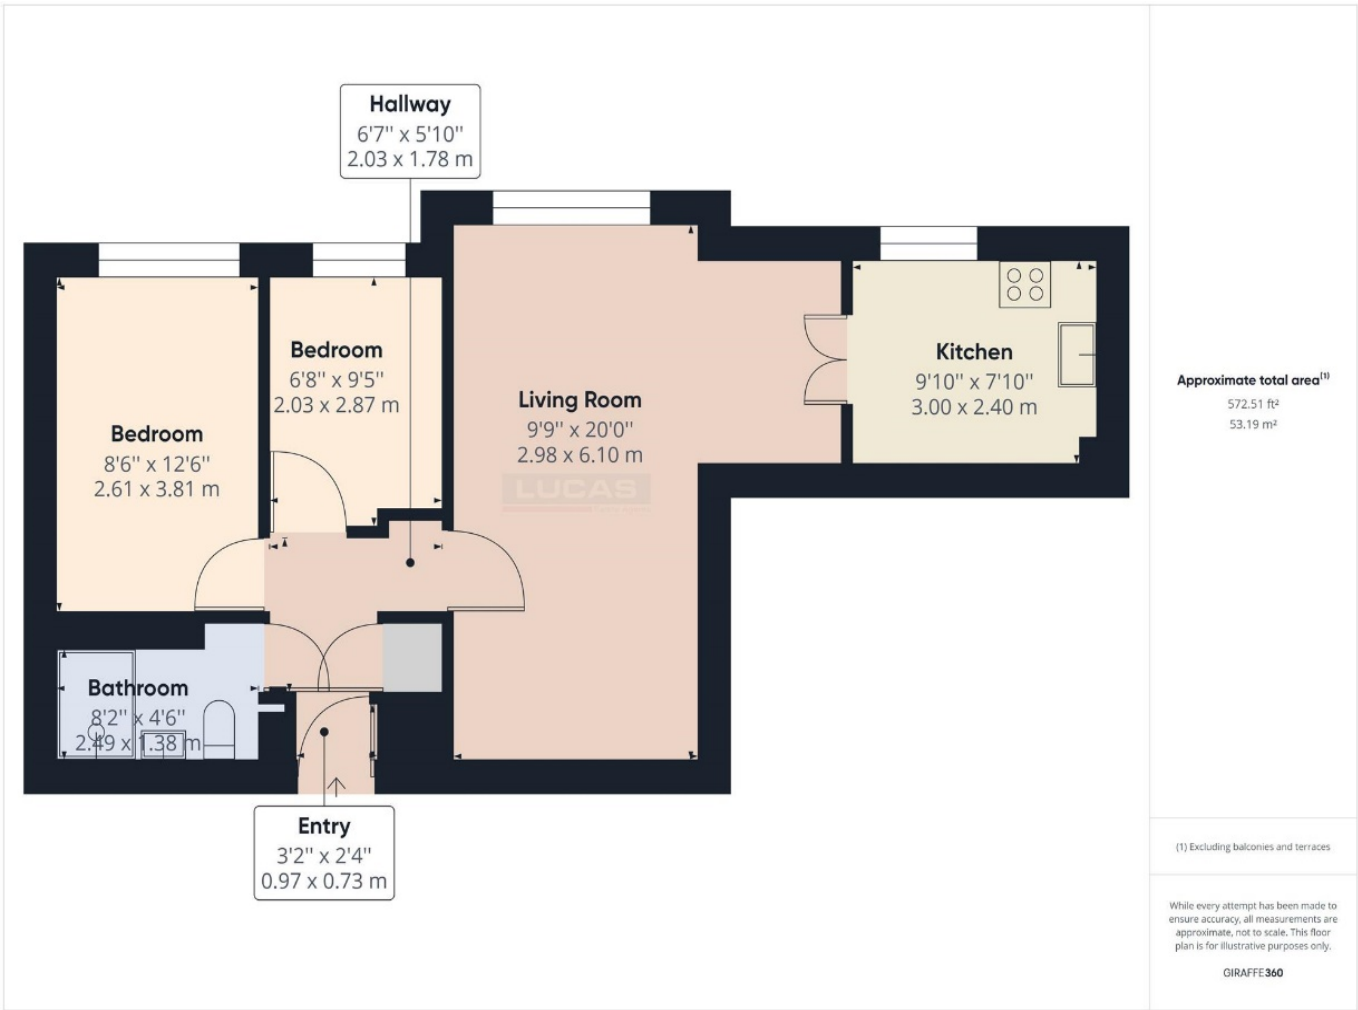 Hallway
6'7" x 5'10"
2.03 x 1.78 m
Bedroom
6'8" x 9'5"
2.03 x 2.87 m
Living Room
9'9" x 20'0"
2.98 x 6.10 m
LUCAS
Kitchen
9'10" x 7'10"
3.00 x 2.40 m
Bedroom
8'6" x 12'6"
2.61 x 3.81 m
Bathroom
8'2" x 4'6"
2.49 x 1.38 m
Entry
3'2" x 2'4"
0.97 x 0.73 m
Approximate total area(1)
572.51 ft²
53.19 m²
(1) Excluding balconies and terraces
While every attempt has been made to
ensure accuracy, all measurements are
approximate, not to scale. This floor
plan is for illustrative purposes only.
GIRAFFE360